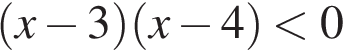 (x − 3)(x − 4) < 0